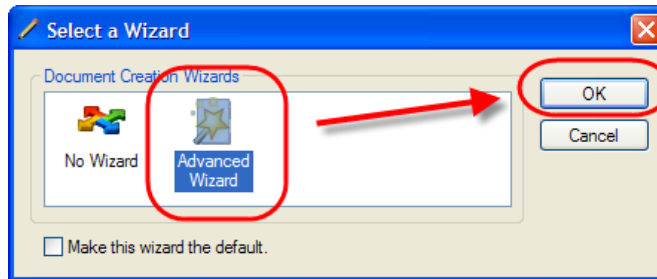 Select a Wizard
Document Creation Wizards
No Wizard
Advanced
Wizard
OK
Cancel
Make this wizard the default.